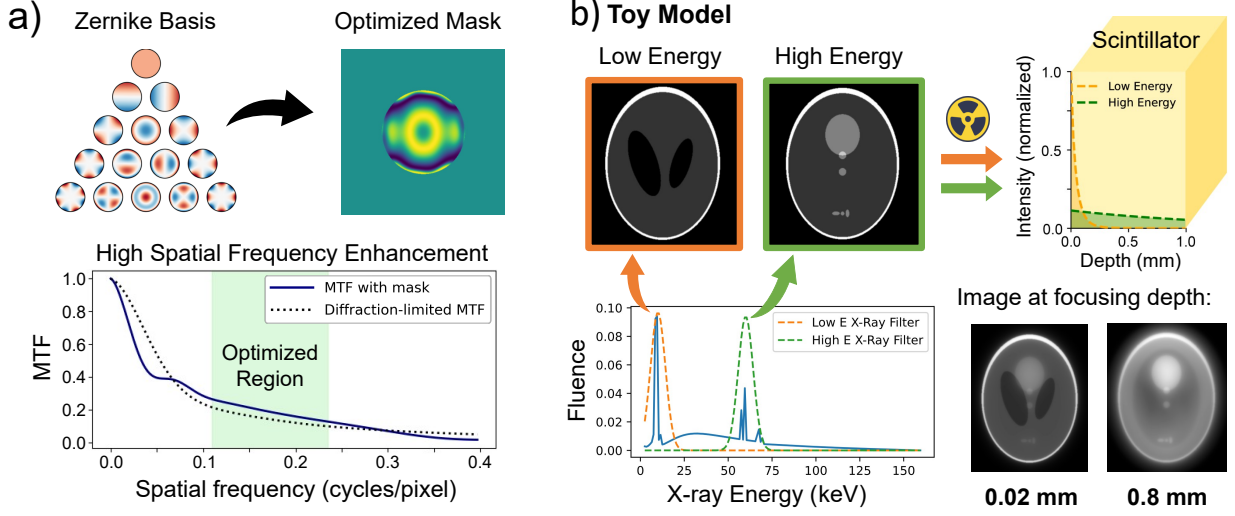 a)
Zernike Basis
Optimized Mask
High Spatial Frequency Enhancement
MTF
1.0
0.8
0.6
0.4
0.2
0.0
MTF with mask
Diffraction-limited MTF
Optimized
Region
0.0
0.1
0.2
0.3
0.4
Spatial frequency (cycles/pixel)
b)
Toy Model
Low Energy
High Energy
Scintillator
Intensity (normalized)
1.0
0.5
0.0
Low Energy
High Energy
0.0
0.5
1.0
Depth (mm)
Fluence
0.10
0.08
0.06
0.04
0.02
0.00
Low E X-Ray Filter
High E X-Ray Filter
0
25
50
75
100
125
150
X-ray Energy (keV)
Image at focusing depth:
0.02 mm
0.8 mm